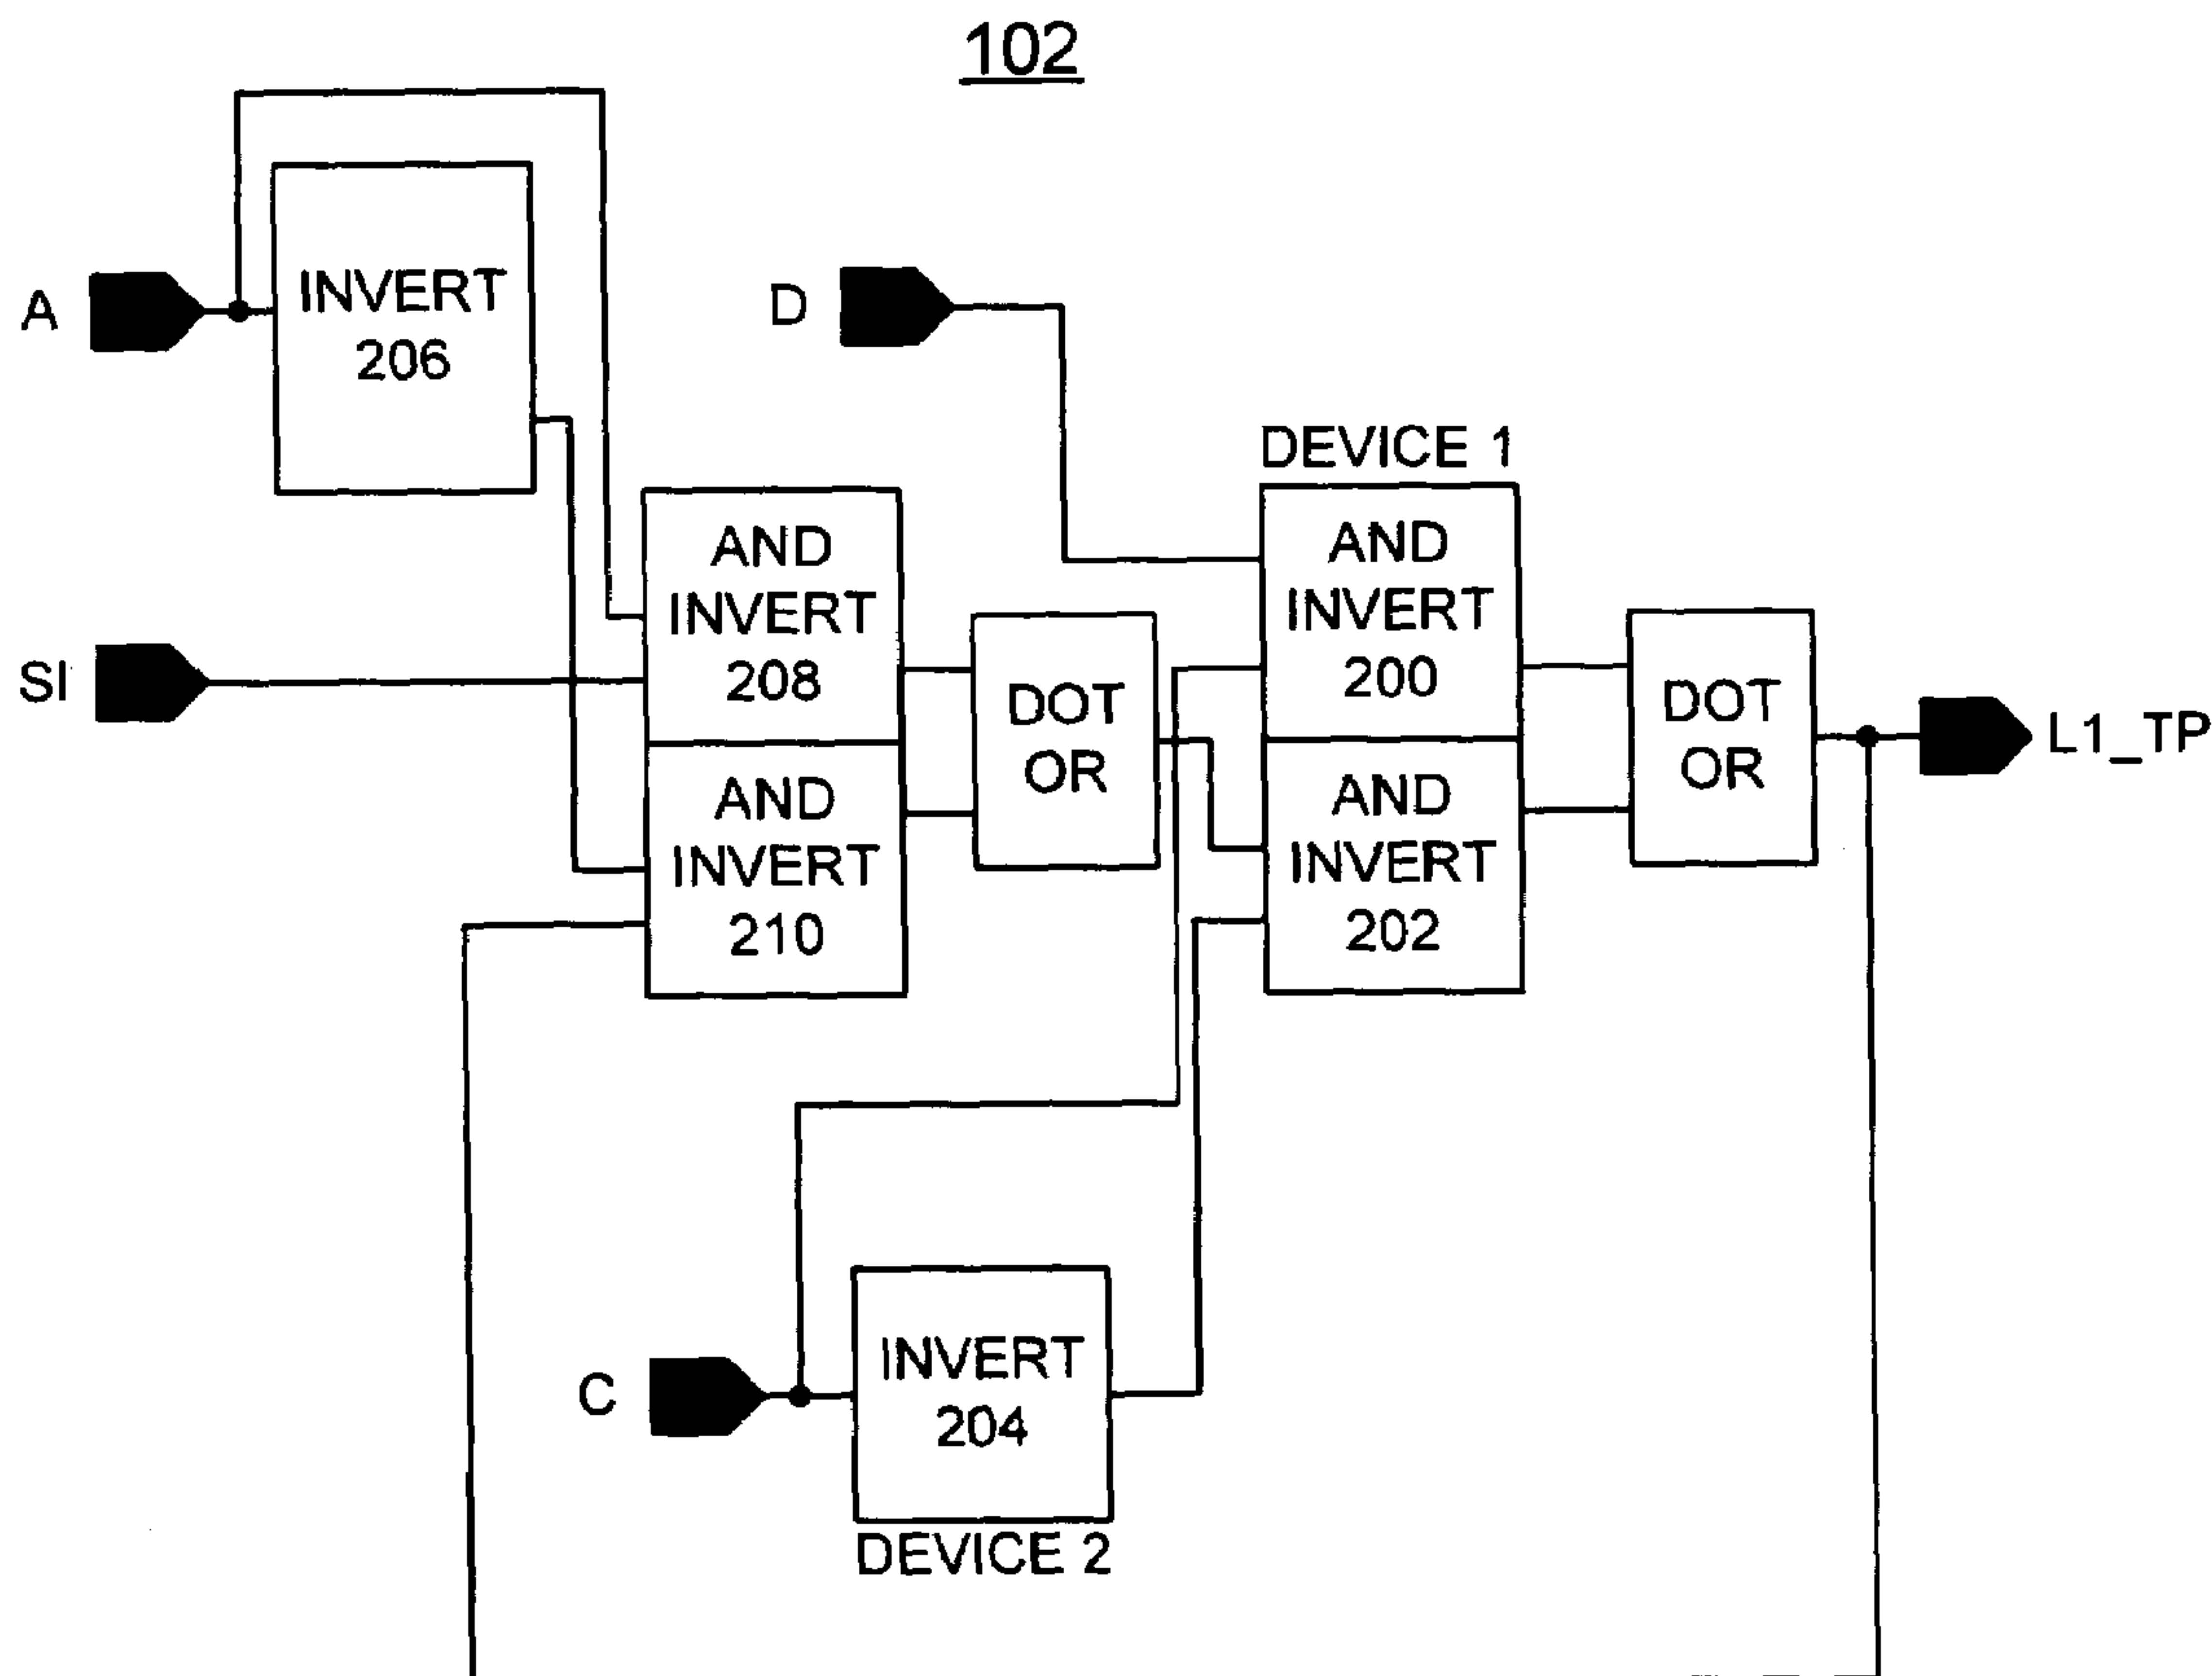 102
A
INVERT
206
D
DEVICE 1
SI
AND
INVERT
208
AND
INVERT
210
DOT
OR
AND
INVERT
200
AND
INVERT
202
DOT
OR
L1_TP
C
INVERT
204
DEVICE 2